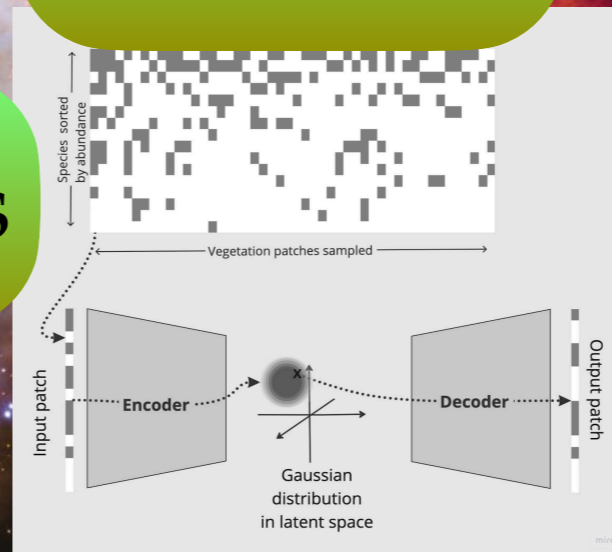 Species sorted
by abundance
Vegetation patches sampled
Input patch
Encoder
x
Decoder
Output patch
Gaussian
distribution
in latent space